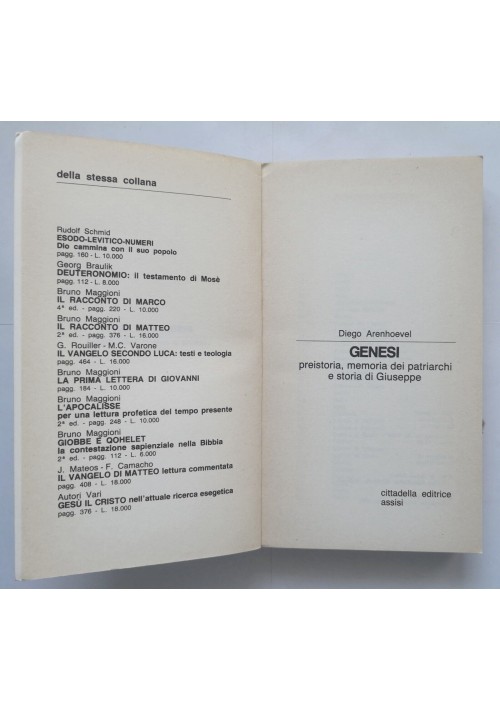 della stessa collana
Rudolf Schmid
ESODO-LEVITICO-NUMERI
Dio cammina con il suo popolo
pagg. 160 - L. 10.000
Georg Braulik
DEUTERONOMIO: il testamento di Mosè
pagg. 112 - L. 8.000
Bruno Maggioni
IL RACCONTO DI MARCO
4ª ed. - pagg. 220 - L. 10.000
Bruno Maggioni
IL RACCONTO DI MATTEO
2ª ed. - pagg. 376 - L. 16.000
G. Rouiller - M.C. Varone
IL VANGELO SECONDO LUCA: testi e teologia
pagg. 484 - L. 16.000
Bruno Maggioni
LA PRIMA LETTERA DI GIOVANNI
pagg. 184 - L. 10.000
Bruno Maggioni
L'APOCALISSE
per una lettura profetica del tempo presente
2ª ed. - pagg. 248 - L. 10.000
Bruno Maggioni
GIOBBE E QOHELET
la contestazione sapienziale nella Bibbia
2ª ed. - pagg. 112 - L. 6.000
J. Mateos - F. Camacho
IL VANGELO DI MATTEO lettura commentata
pagg. 408 - L. 18.000
Autori Vari
GESÙ IL CRISTO nell'attuale ricerca esegetica
pagg. 376 - L. 18.000
Diego Arenhoevel
GENESI
preistoria, memoria dei patriarchi
e storia di Giuseppe
cittadella editrice
assisi